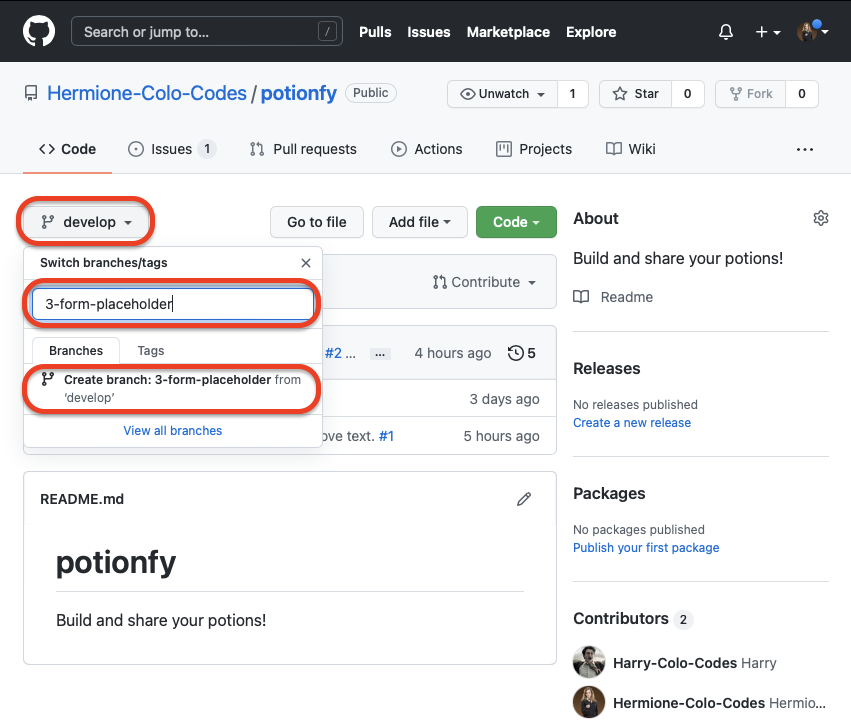 Search or jump to... /
Pulls Issues Marketplace Explore
Hermione-Colo-Codes / potionfy Public
Unwatch 1 Star 0 Fork 0
Code Issues 1 Pull requests Actions Projects Wiki ...
develop Go to file Add file Code
Switch branches/tags
Contribute
3-form-placeholder
Branches Tags
#2 ... ... 4 hours ago 5
Create branch: 3-form-placeholder from
‘develop’
3 days ago
View all branches
text. #1 5 hours ago
README.md
potionfy
Build and share your potions!
About
Build and share your potions!
Readme
Releases
No releases published
Create a new release
Packages
No packages published
Publish your first package
Contributors 2
Harry-Colo-Codes Harry
Hermione-Colo-Codes Hermio...